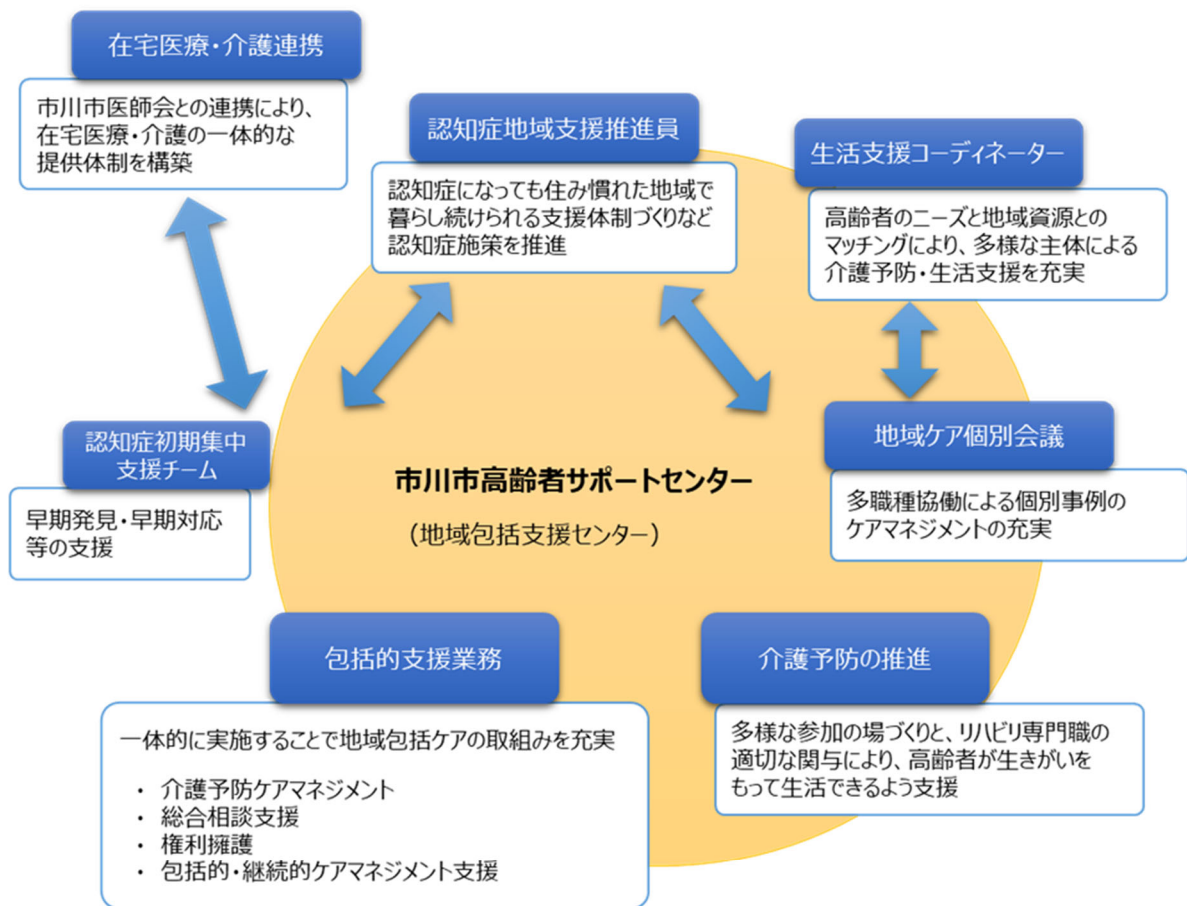 在宅医療・介護連携
市川市医師会との連携により、
在宅医療・介護の一体的な
提供体制を構築
認知症地域支援推進員
認知症になっても住み慣れた地域で
暮らし続けられる支援体制づくりなど
認知症施策を推進
生活支援コーディネーター
高齢者のニーズと地域資源との
マッチングにより、多様な主体による
介護予防・生活支援を充実
認知症初期集中
支援チーム
早期発見・早期対応
等の支援
市川市高齢者サポートセンター
（地域包括支援センター）
地域ケア個別会議
多職種協働による個別事例の
ケアマネジメントの充実
包括的支援業務
一体的に実施することで地域包括ケアの取組みを充実
・ 介護予防ケアマネジメント
・ 総合相談支援
・ 権利擁護
・ 包括的・継続的ケアマネジメント支援
介護予防の推進
多様な参加の場づくりと、リハビリ専門職の
適切な関与により、高齢者が生きがいを
もって生活できるよう支援